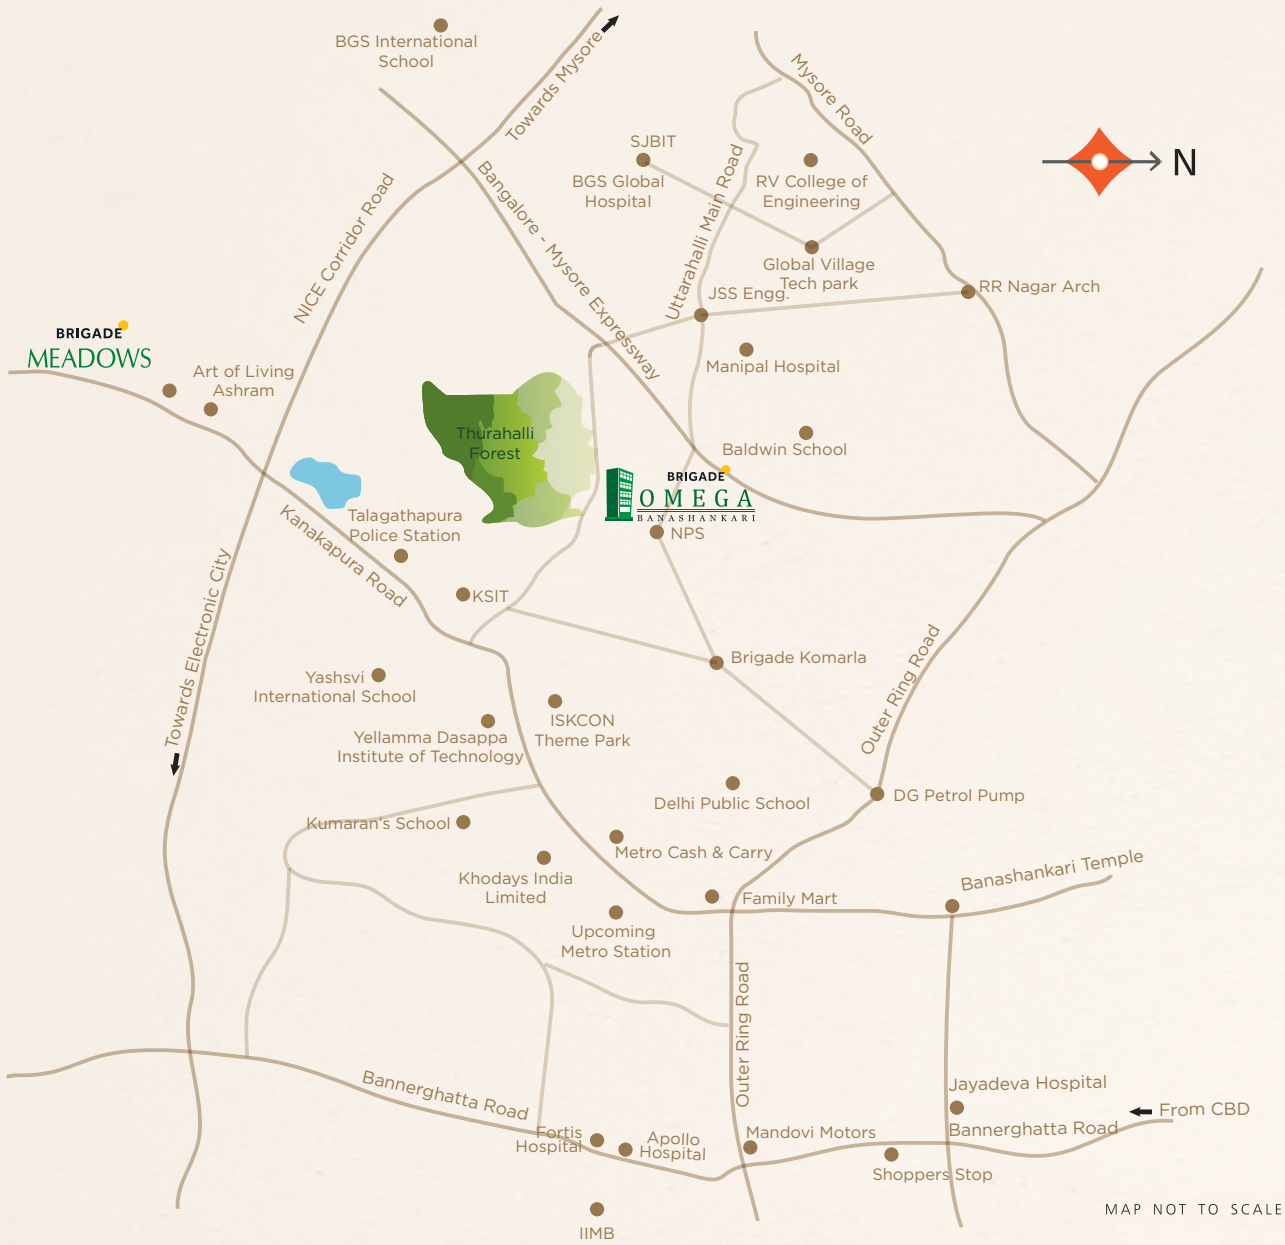 BGS International
School
Towards Mysore
Mysore Road
SJBIT
BGS Global
Hospital
RV College of
Engineering
N
Bangalore - Mysore Expressway
Uttarahalli Main Road
NICE Corridor Road
Global Village
Tech park
JSS Engg.
RR Nagar Arch
BRIGADE
MEADOWS
Art of Living
Ashram
Manipal Hospital
Thurahalli
Forest
Baldwin School
BRIGADE
OMEGA
BANASHANKARI
Talagathapura
Police Station
NPS
Kanakapura Road
KSIT
Towards Electronic City
Brigade Komarla
Outer Ring Road
Yashsvi
International School
ISKCON
Theme Park
Yellamma Dasappa
Institute of Technology
Delhi Public School
DG Petrol Pump
Kumaran's School
Metro Cash & Carry
Banashankari Temple
Khodays India
Limited
Family Mart
Upcoming
Metro Station
Outer Ring Road
Bannerghatta Road
Jayadeva Hospital
From CBD
Bannerghatta Road
Fortis
Hospital
Apollo
Hospital
Mandovi Motors
Shoppers Stop
IIMB
MAP NOT TO SCALE